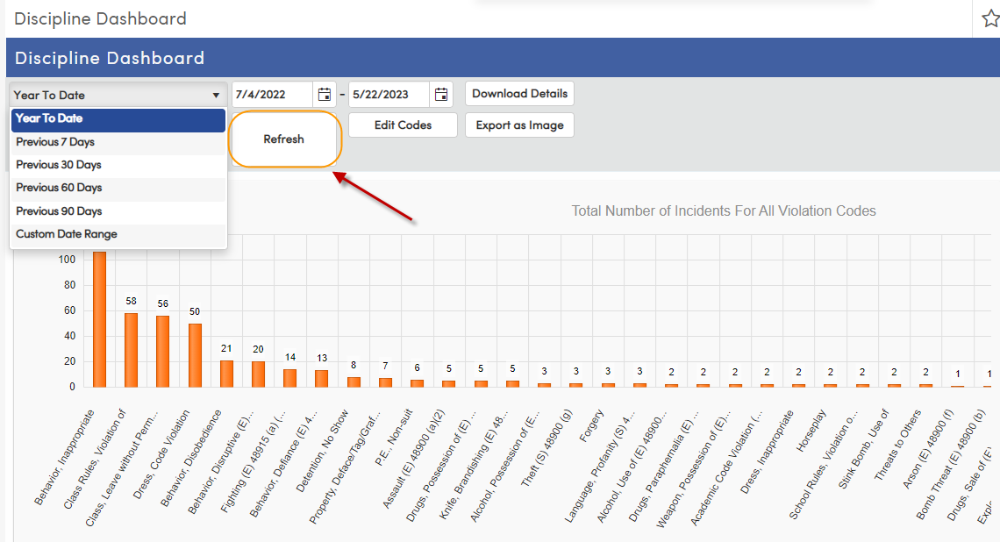 Discipline Dashboard
Discipline Dashboard
Year To Date
7/4/2022
-
5/22/2023
Download Details
Year To Date
Previous 7 Days
Previous 30 Days
Previous 60 Days
Previous 90 Days
Custom Date Range
Refresh
Edit Codes
Export as Image
Total Number of Incidents For All Violation Codes
100
80
60
40
20
0
58
56
50
21
20
14
13
8
7
6
5
5
5
3
3
3
3
2
2
2
2
2
2
2
2
2
1
1
Behavior, Inappropriate
Class Rules, Violation of
Class, Leave without Perm...
Dress, Code Violation
Behavior, Disobedience
Behavior, Disruptive (E)...
Fighting (E) 48915 (a) (...
Behavior, Defiance (E) 4...
Detention, No Show
Property, Deface/Tag/Graf...
P.E., Non-suit
Assault (E) 48900 (a)(2)
Drugs, Possession of (E) ...
Knife, Brandishing (E) 48...
Alcohol, Possession of (E...
Theft (S) 48900 (g)
Forgery
Language, Profanity (S) 4...
Alcohol, Use of (E) 48900...
Drugs, Paraphernalia (E) ...
Weapon, Possession of (E)...
Academic Code Violation (...
Dress, Inappropriate
Horseplay
School Rules, Violation o...
Stink Bomb, Use of
Threats to Others
Arson (E) 48900 (f)
Bomb Threat (E) 48900 (b)
Drugs, Sale of (E)
Explo